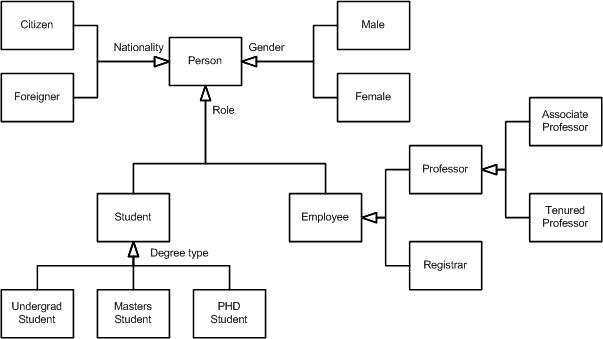 Citizen
Male
Nationality
Gender
Person
Foreigner
Female
Role
Associate
Professor
Professor
Student
Employee
Tenured
Professor
Degree type
Registrar
Undergrad
Student
Masters
Student
PHD
Student